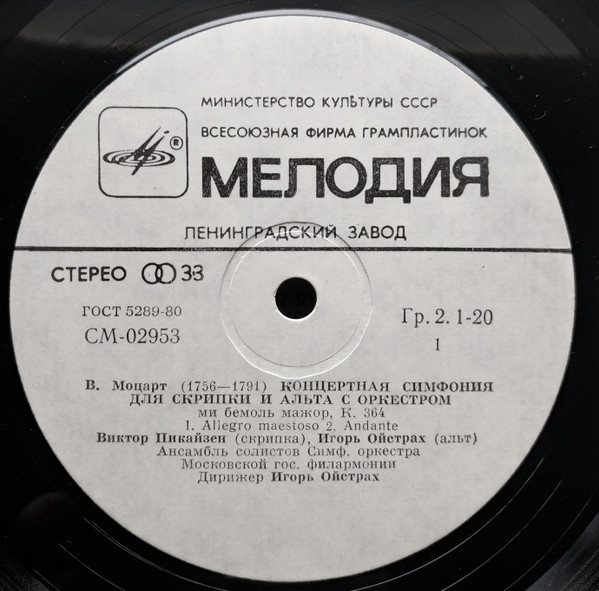 МИНИСТЕРСТВО КУЛЬТУРЫ СССР
ВСЕСОЮЗНАЯ ФИРМА ГРАМПЛАСТИНОК
®
МЕЛОДИЯ
ЛЕНИНГРАДСКИЙ ЗАВОД
СТЕРЕО 33
ГОСТ 5289-80
СМ-02953
Гр. 2. 1-20
1
В. Моцарт (1756—1791) КОНЦЕРТНАЯ СИМФОНИЯ
ДЛЯ СКРИПКИ И АЛЬТА С ОРКЕСТРОМ
ми бемоль мажор, К. 364
1. Allegro maestoso 2. Andante
Виктор Пикайзен (скрипка), Игорь Ойстрах (альт)
Ансамбль солистов Симф. оркестра
Московской гос. филармонии
Дирижер Игорь Ойстрах